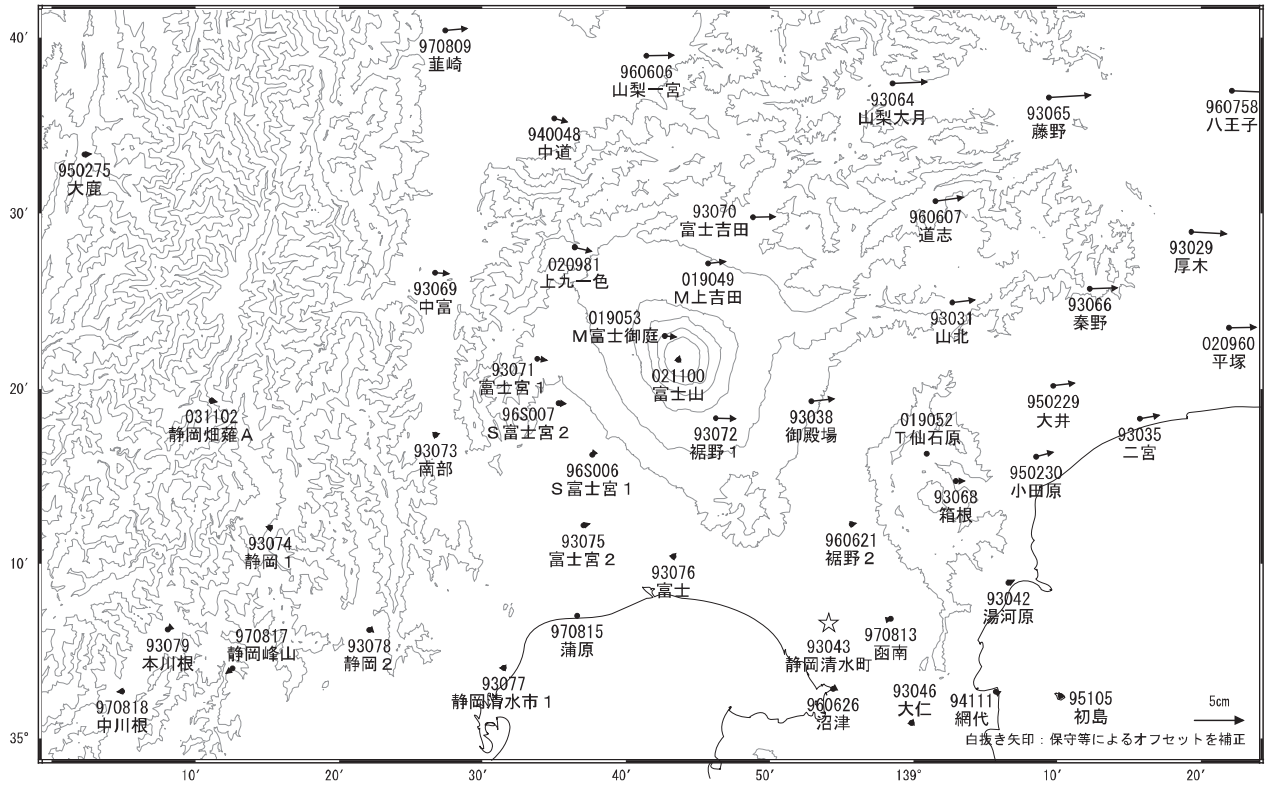 40′
970809
韮崎
960606
山梨一宮
93064
山梨大月
93065
藤野
960758
八王子
940048
中道
950275
大鹿
30′
93070
富士吉田
960607
道志
93029
厚木
020981
上九一色
019049
M上吉田
93069
中富
93066
秦野
93031
山北
019053
M富士御庭
020960
平塚
93071
富士宮1
021100
富士山
20′
96S007
S富士宮2
031102
静岡畑薙A
93038
御殿場
950229
大井
019052
T仙石原
93072
裾野1
93035
二宮
93073
南部
96S006
S富士宮1
950230
小田原
93068
箱根
93074
静岡1
93075
富士宮2
960621
裾野2
10′
93076
富士
93042
湯河原
93079
本川根
970817
静岡峰山
93078
静岡2
970815
蒲原
93043
静岡清水町
970813
函南
93077
静岡清水市1
970818
中川根
960626
沼津
93046
大仁
94111
網代
95105
初島
5cm
白抜き矢印：保守等によるオフセットを補正
35°
10′
20′
30′
40′
50′
139°
10′
20′